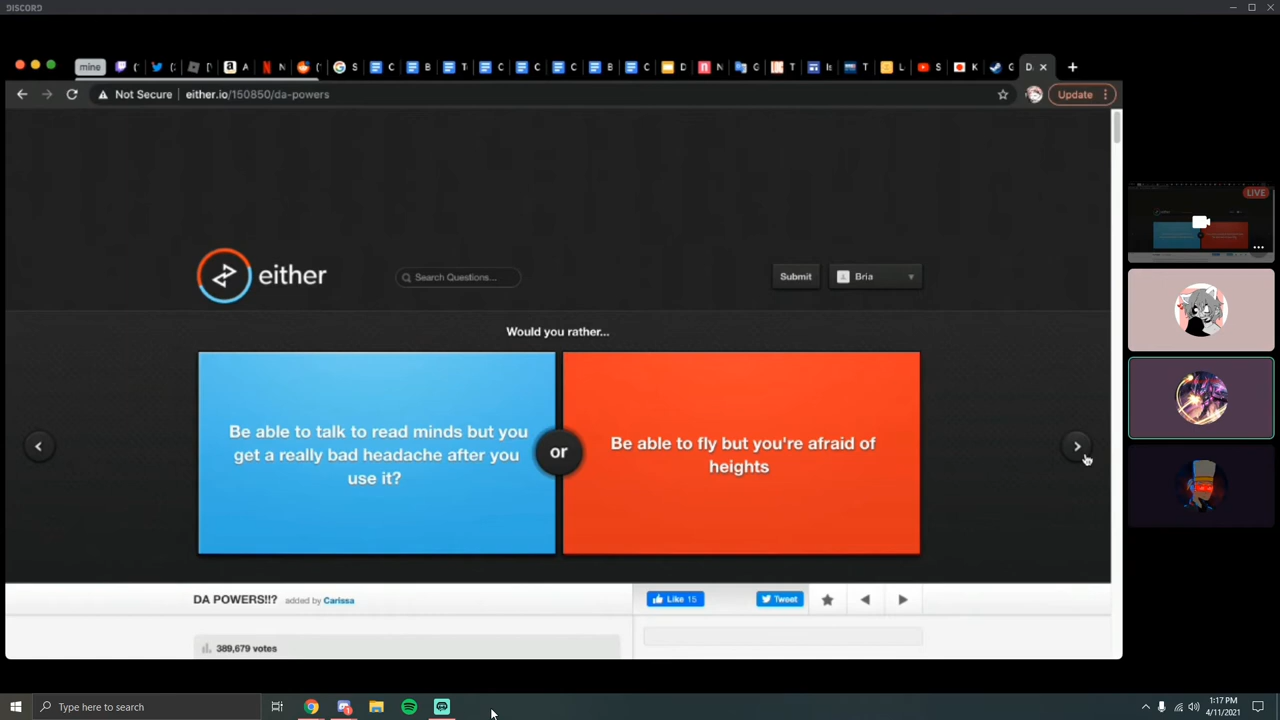 DISCORD
mine
Not Secure
either.io/150850/da-powers
Update
LIVE
either
Search Questions...
Submit
Bria
Would you rather...
Be able to talk to read minds but you
get a really bad headache after you
use it?
or
Be able to fly but you're afraid of
heights
DA POWERS!!?
added by Carissa
Like 15
Tweet
389,679 votes
Type here to search
1:17 PM
4/11/2021